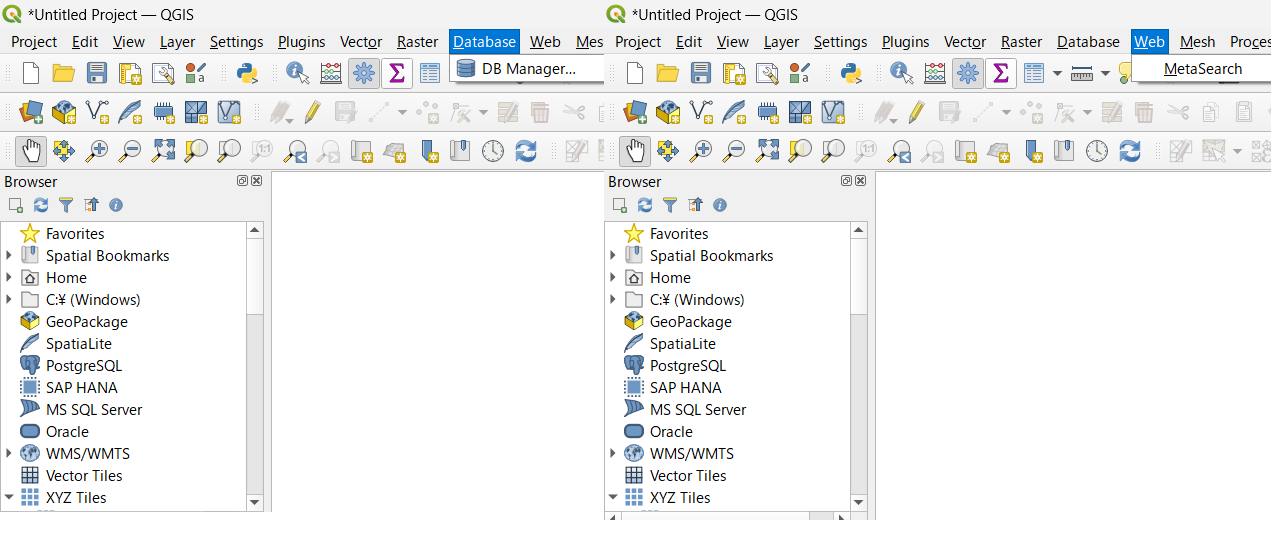 *Untitled Project — QGIS
Project Edit View Layer Settings Plugins Vector Raster Database Web Mes
DB Manager...
Browser
Favorites
Spatial Bookmarks
Home
C:¥ (Windows)
GeoPackage
SpatiaLite
PostgreSQL
SAP HANA
MS SQL Server
Oracle
WMS/WMTS
Vector Tiles
XYZ Tiles
*Untitled Project — QGIS
Project Edit View Layer Settings Plugins Vector Raster Database Web Mesh Proces
MetaSearch
Browser
Favorites
Spatial Bookmarks
Home
C:¥ (Windows)
GeoPackage
SpatiaLite
PostgreSQL
SAP HANA
MS SQL Server
Oracle
WMS/WMTS
Vector Tiles
XYZ Tiles